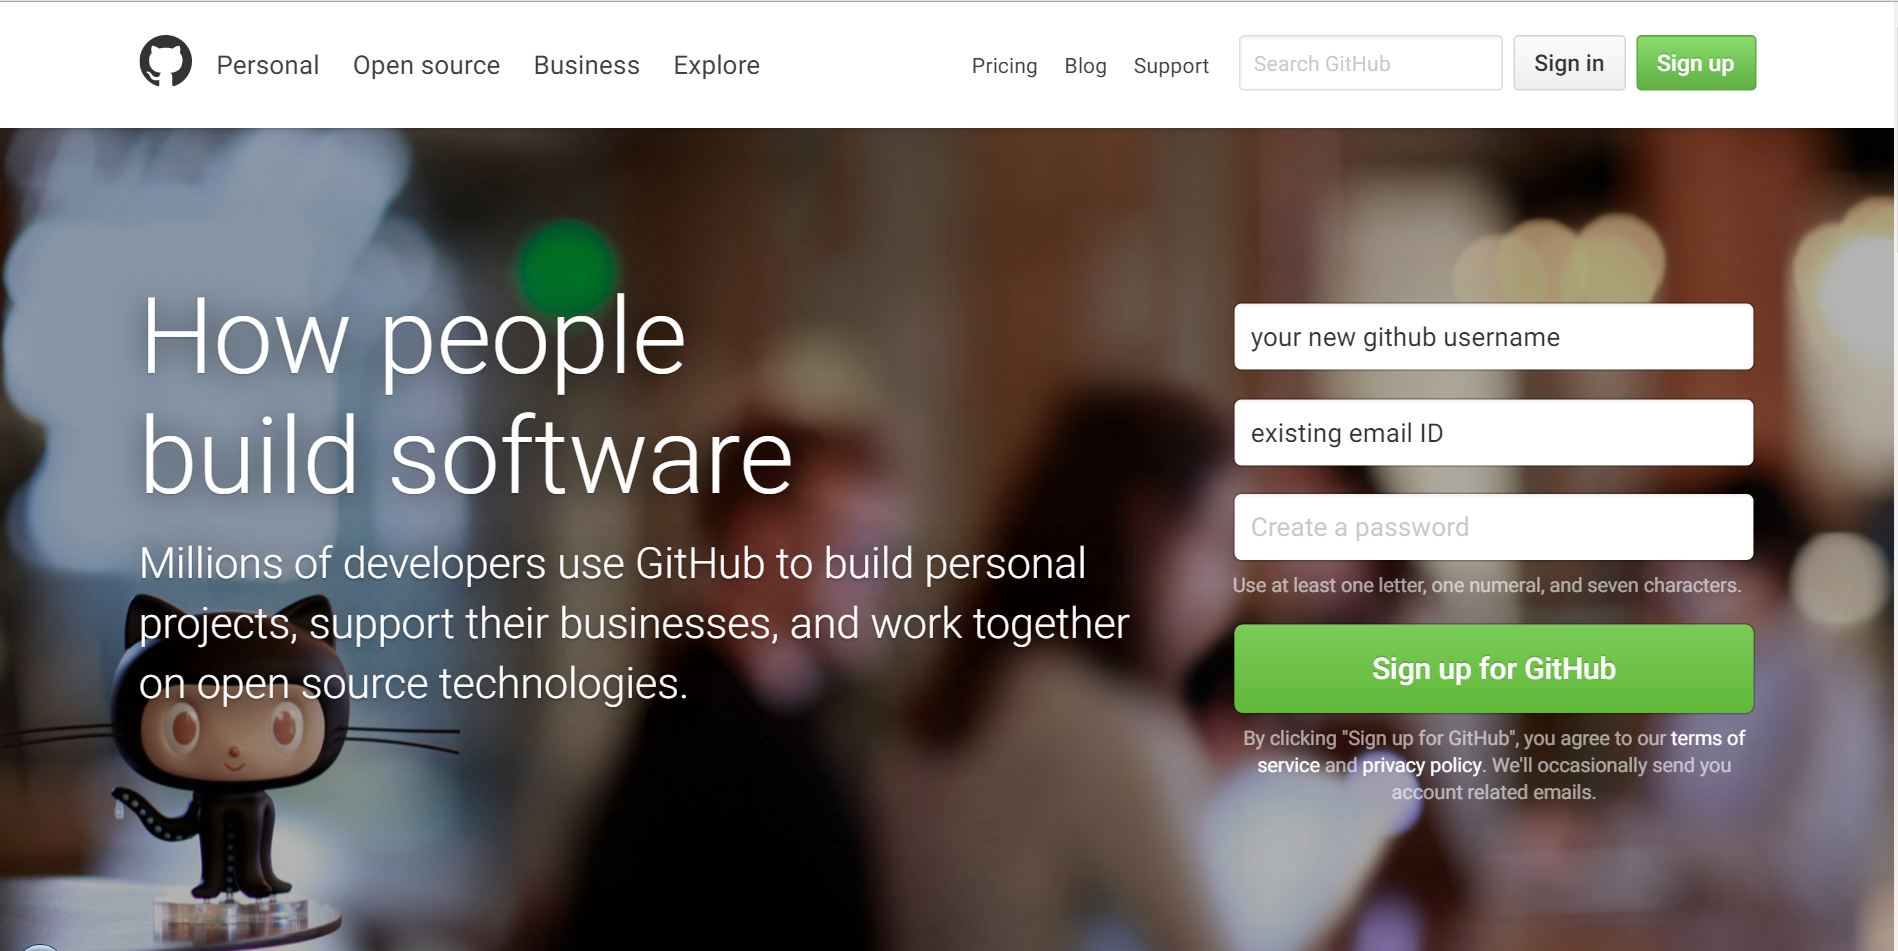 Personal Open source Business Explore Pricing Blog Support Search GitHub Sign in Sign up
How people
build software
Millions of developers use GitHub to build personal
projects, support their businesses, and work together
on open source technologies.
your new github username
existing email ID
Create a password
Use at least one letter, one numeral, and seven characters.
Sign up for GitHub
By clicking "Sign up for GitHub", you agree to our terms of
service and privacy policy. We'll occasionally send you
account related emails.